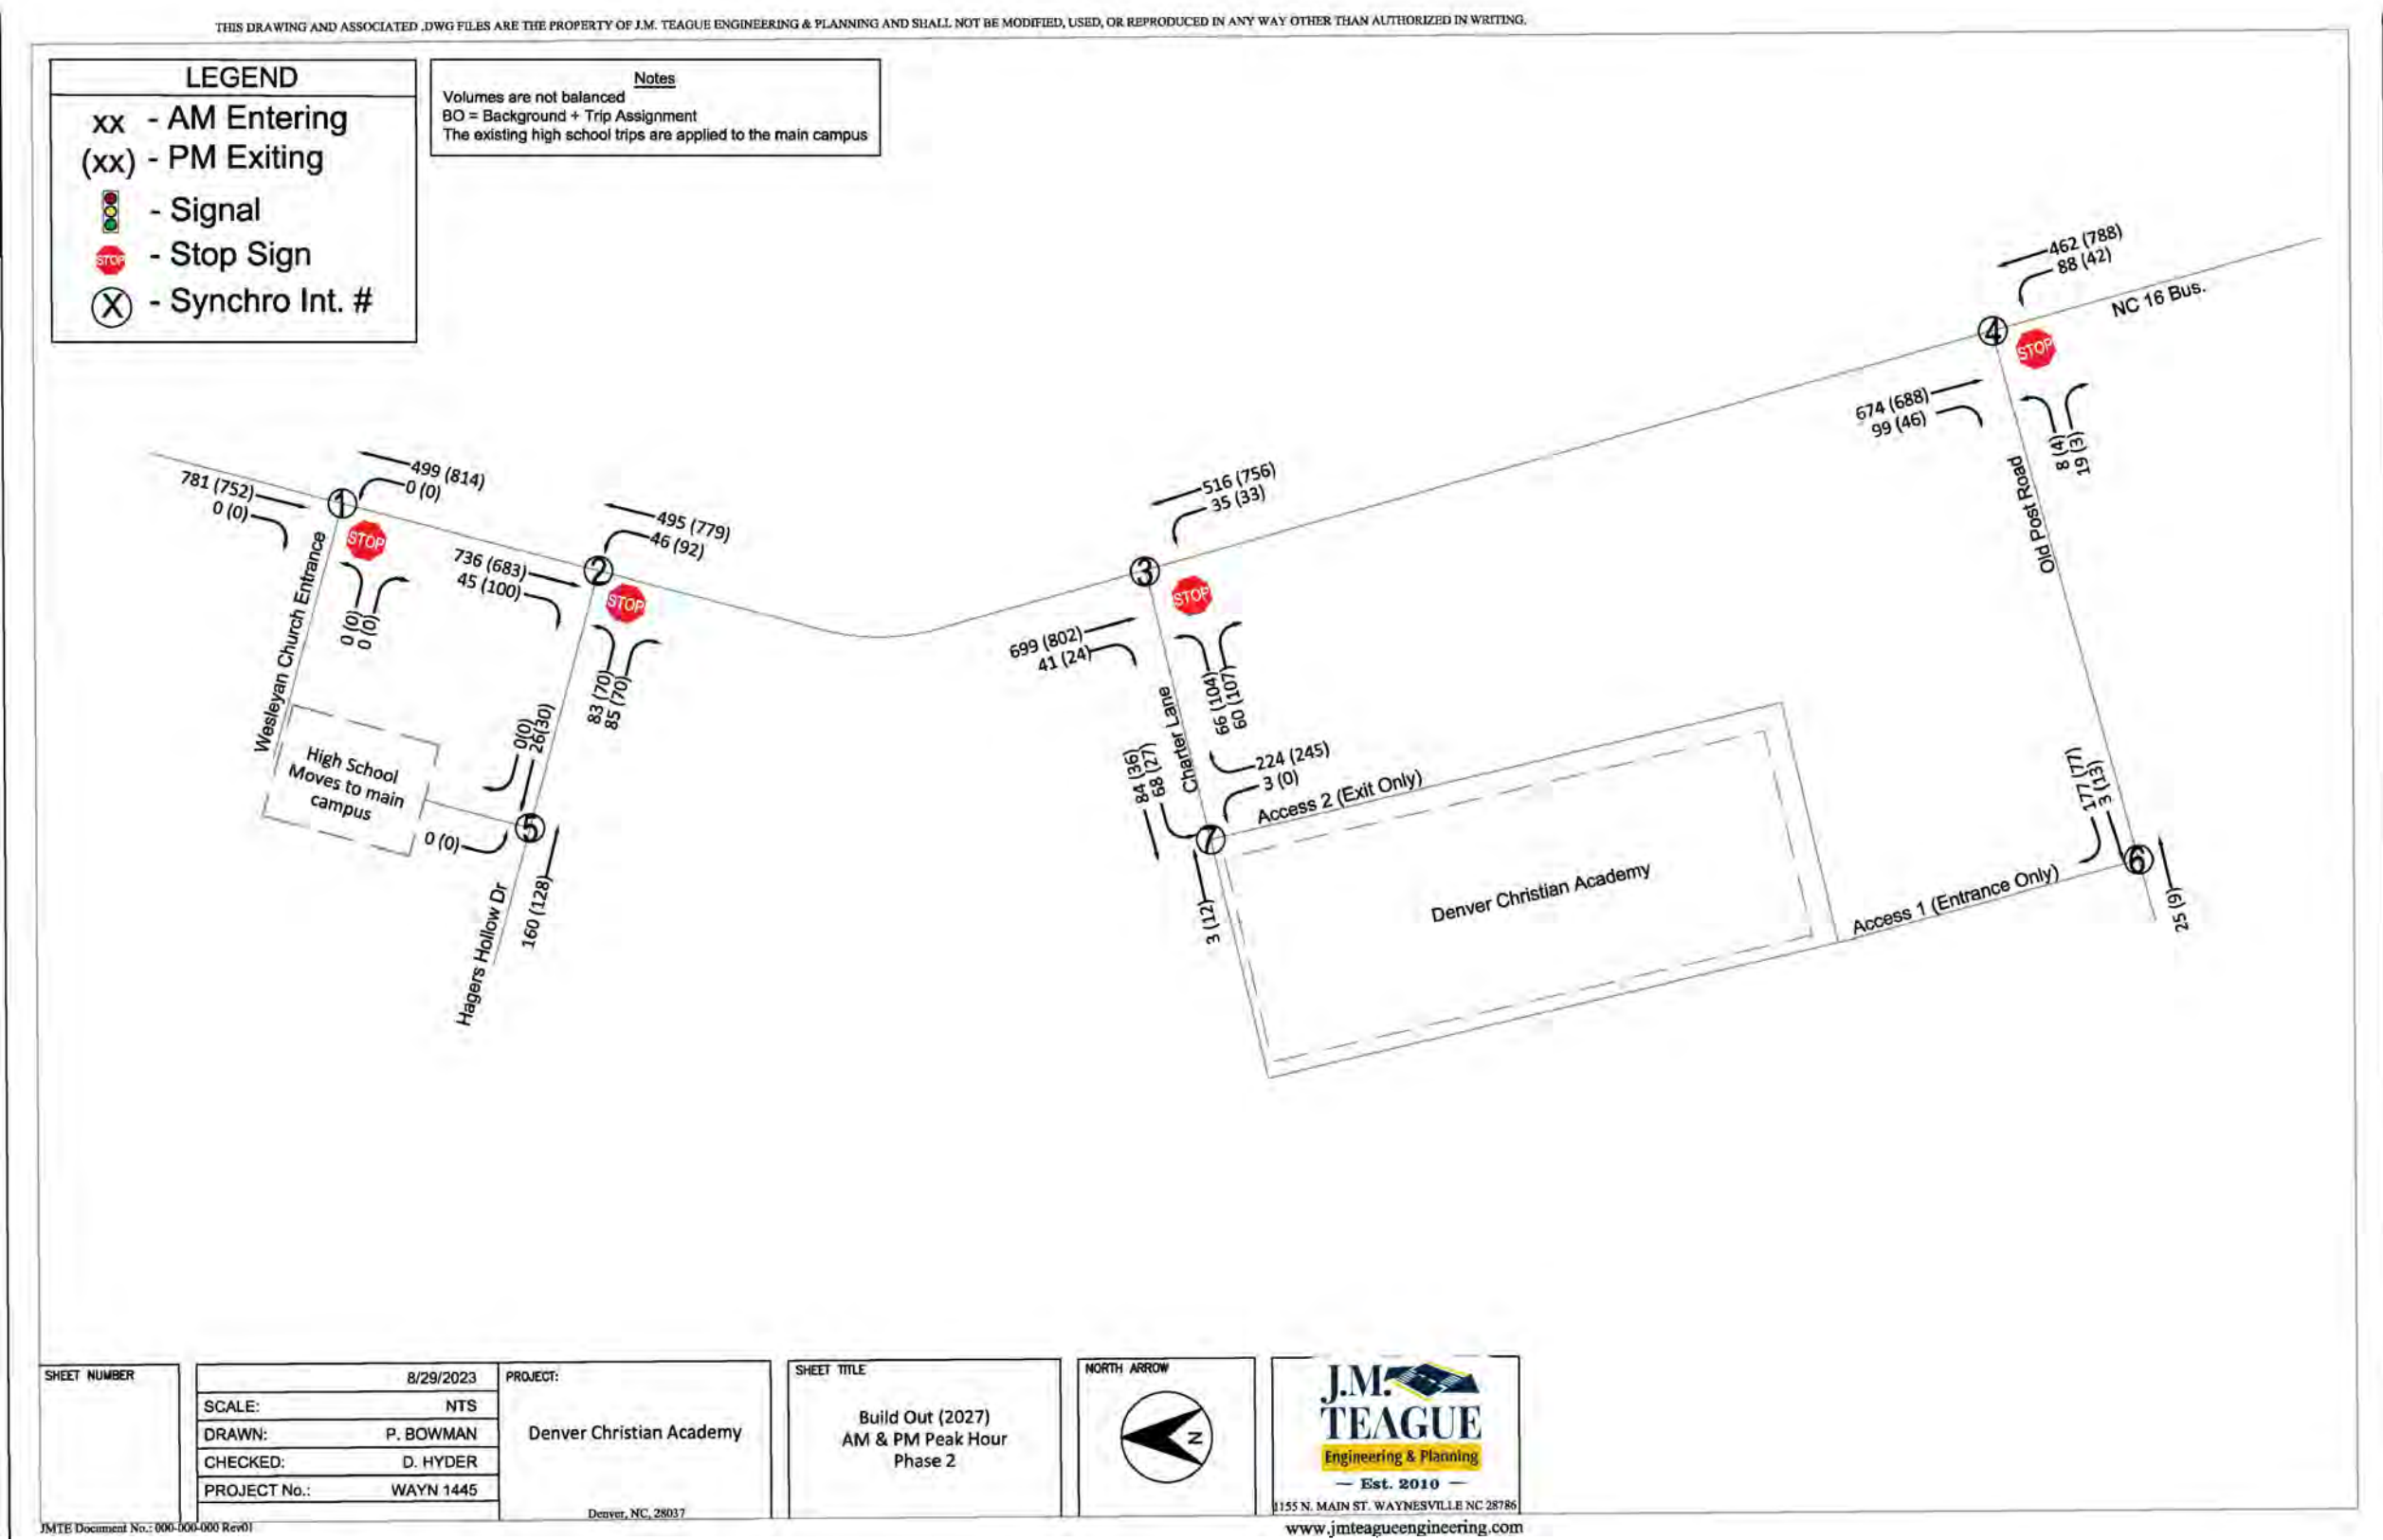 THIS DRAWING AND ASSOCIATED .DWG FILES ARE THE PROPERTY OF J.M. TEAGUE ENGINEERING & PLANNING AND SHALL NOT BE MODIFIED, USED, OR REPRODUCED IN ANY WAY OTHER THAN AUTHORIZED IN WRITING.
LEGEND
xx - AM Entering
(xx) - PM Exiting
- Signal
STOP - Stop Sign
X - Synchro Int. #
Notes
Volumes are not balanced
BO = Background + Trip Assignment
The existing high school trips are applied to the main campus
781 (752)
0 (0)
499 (814)
0 (0)
1
STOP
0 (0)
0 (0)
Wesleyan Church Entrance
736 (683)
45 (100)
495 (779)
46 (92)
2
STOP
83 (70)
85 (70)
0(0)
26(30)
High School
Moves to main
campus
0 (0)
5
160 (128)
Hagers Hollow Dr
516 (756)
35 (33)
3
STOP
699 (802)
41 (24)
66 (104)
60 (107)
Charter Lane
84 (36)
68 (27)
224 (245)
3 (0)
7
Access 2 (Exit Only)
3 (12)
Denver Christian Academy
462 (788)
88 (42)
NC 16 Bus.
4
STOP
674 (688)
99 (46)
8 (4)
19 (3)
Old Post Road
177 (77)
3 (13)
6
25 (9)
Access 1 (Entrance Only)
SHEET NUMBER
8/29/2023
SCALE: NTS
DRAWN: P. BOWMAN
CHECKED: D. HYDER
PROJECT No.: WAYN 1445
PROJECT:
Denver Christian Academy
Denver, NC, 28037
SHEET TITLE
Build Out (2027)
AM & PM Peak Hour
Phase 2
NORTH ARROW
N
J.M.
TEAGUE
Engineering & Planning
— Est. 2010 —
1155 N. MAIN ST. WAYNESVILLE NC 28786
www.jmteagueengineering.com
JMTE Document No.: 000-000-000 Rev01